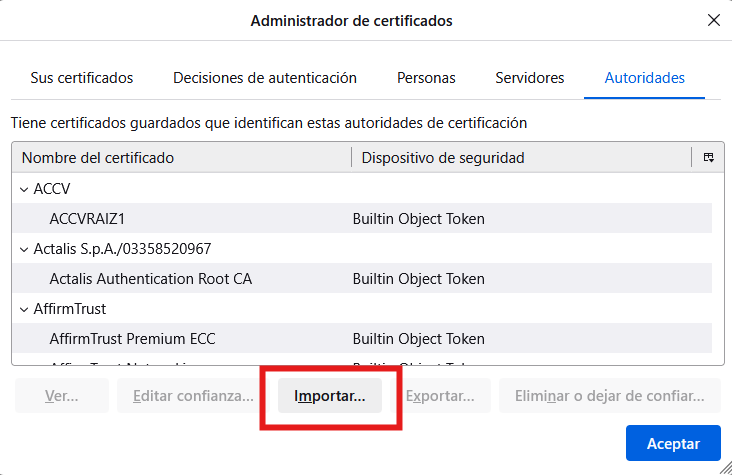 Administrador de certificados
Sus certificados Decisiones de autenticación Personas Servidores Autoridades
Tiene certificados guardados que identifican estas autoridades de certificación
Nombre del certificado Dispositivo de seguridad
ACCV
ACCVRAIZ1 Builtin Object Token
Actalis S.p.A./03358520967
Actalis Authentication Root CA Builtin Object Token
AffirmTrust
AffirmTrust Premium ECC Builtin Object Token
Ver... Editar confianza... Importar... Exportar... Eliminar o dejar de confiar...
Aceptar